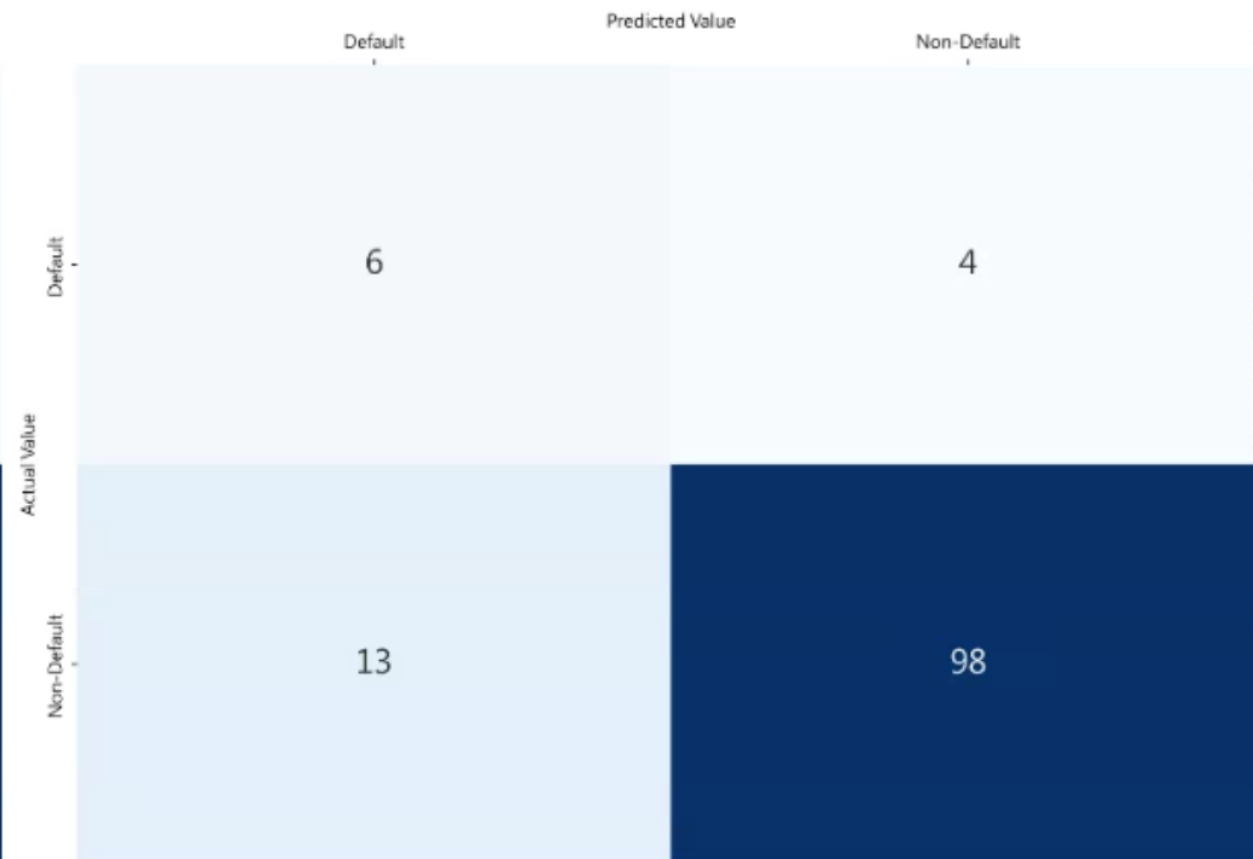 Predicted Value
Default Non-Default
Actual Value
Default
6 4
Non-Default
13 98